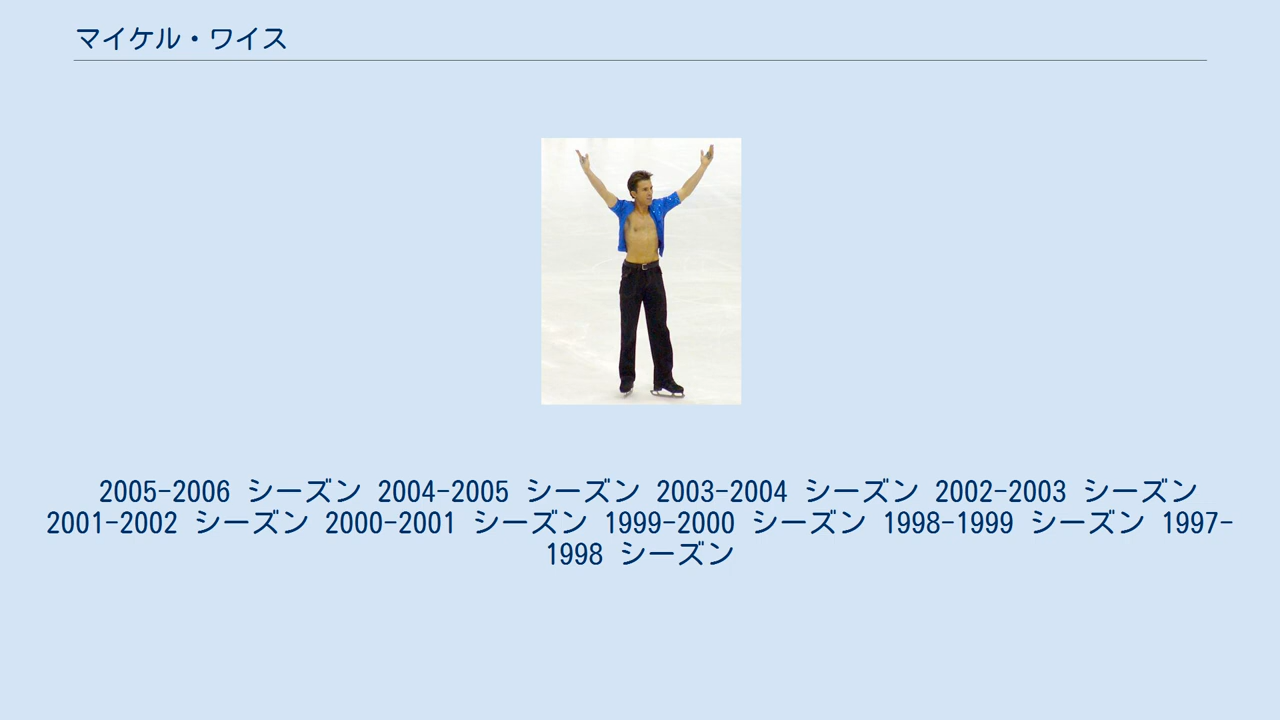 マイケル・ワイス
2005-2006 シーズン 2004-2005 シーズン 2003-2004 シーズン 2002-2003 シーズン
2001-2002 シーズン 2000-2001 シーズン 1999-2000 シーズン 1998-1999 シーズン 1997-
1998 シーズン